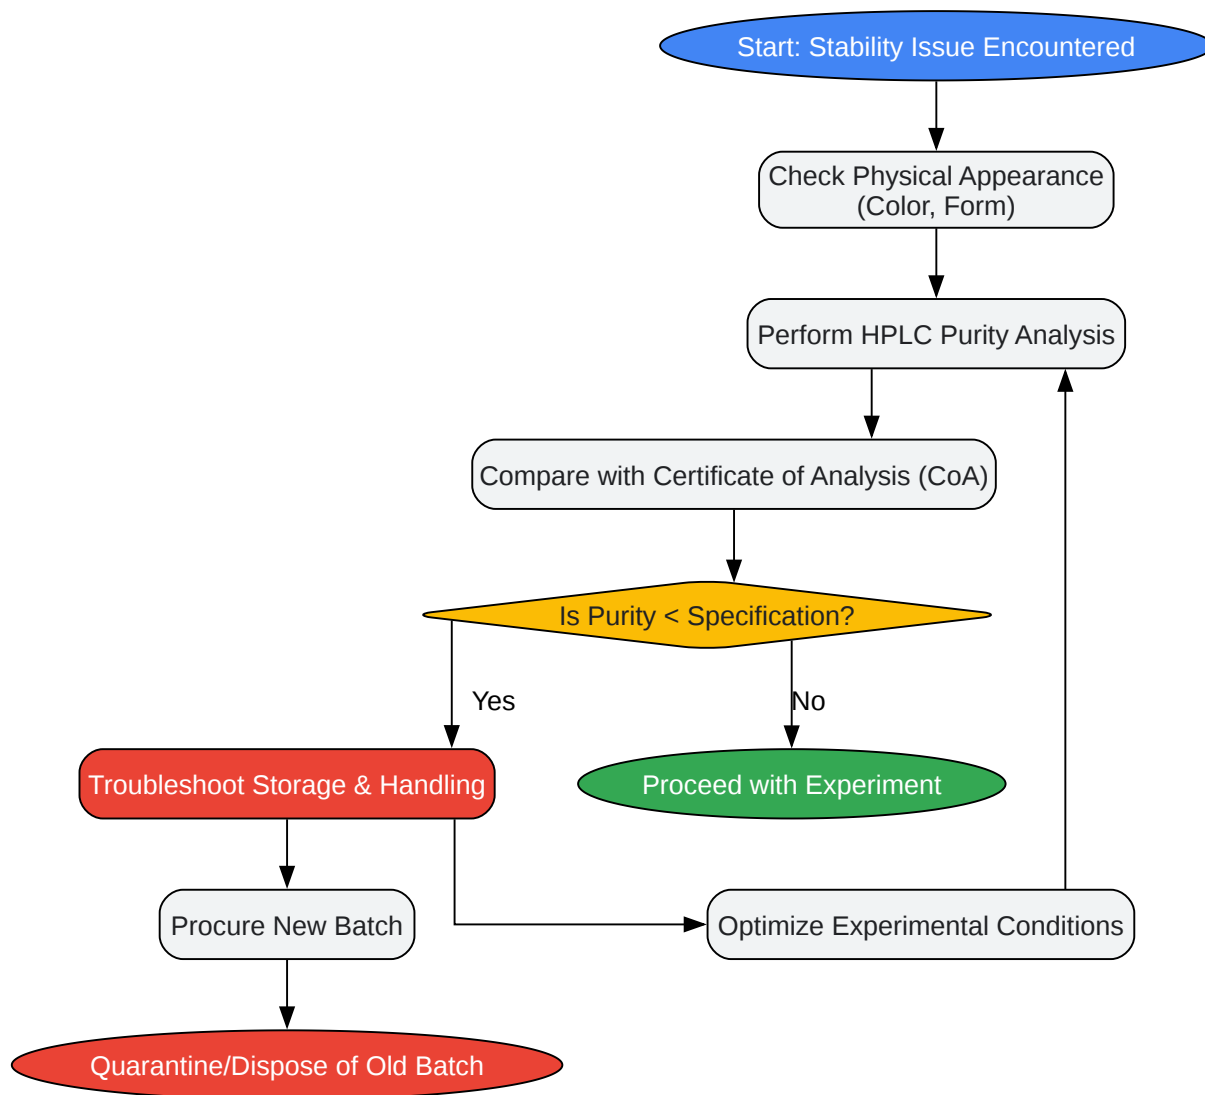 Start: Stability Issue Encountered
Check Physical Appearance
(Color, Form)
Perform HPLC Purity Analysis
Compare with Certificate of Analysis (CoA)
Is Purity < Specification?
Yes
No
Troubleshoot Storage & Handling
Proceed with Experiment
Procure New Batch
Optimize Experimental Conditions
Quarantine/Dispose of Old Batch